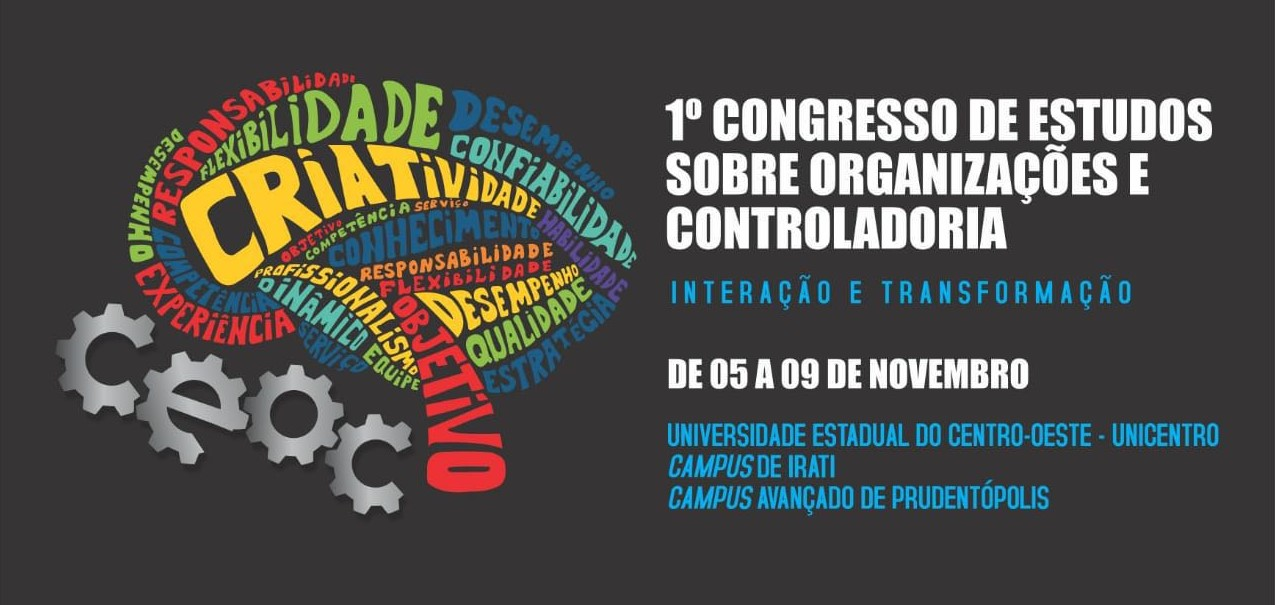 RESPONSABILIDADE
FLEXIBILIDADE
DESEMPENHO
DESEMPENHO
CONFIABILIDADE
CRIATIVIDADE
SERVIÇO
COMPETÊNCIA
OBJETIVO
CONHECIMENTO
HABILIDADE
RESPONSABILIDADE
FLEXIBILIDADE
COMPETÊNCIA
EXPERIÊNCIA
PROFISSIONALISMO
DINÂMICO
SERVIÇO
EQUIPE
OBJETIVO
DESEMPENHO
QUALIDADE
ESTRATÉGIA
ceoc
1º CONGRESSO DE ESTUDOS
SOBRE ORGANIZAÇÕES E
CONTROLADORIA
INTERAÇÃO E TRANSFORMAÇÃO
DE 05 A 09 DE NOVEMBRO
UNIVERSIDADE ESTADUAL DO CENTRO-OESTE - UNICENTRO
CAMPUS DE IRATI
CAMPUS AVANÇADO DE PRUDENTÓPOLIS